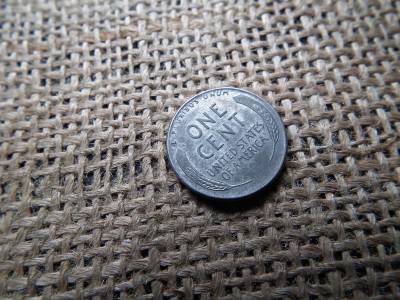 ONE
CENT
UNITED STATES
OF AMERICA